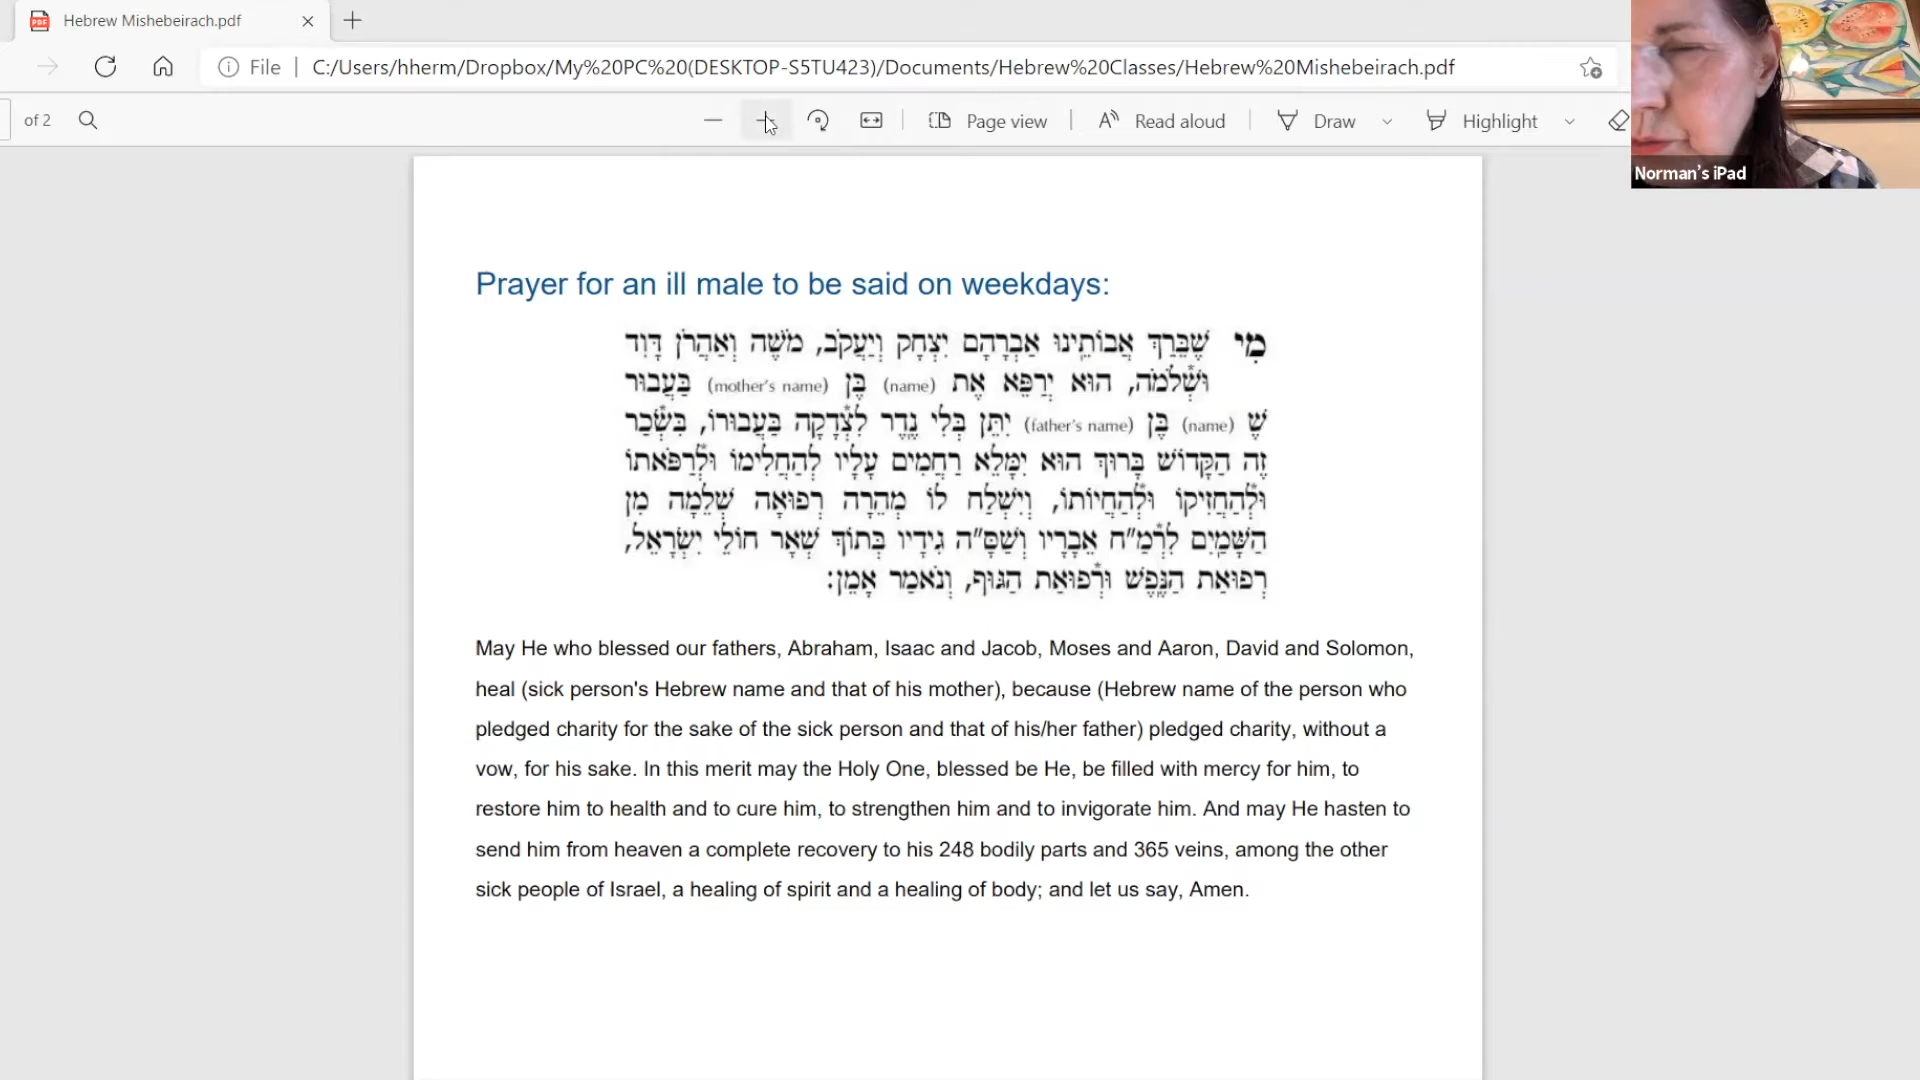 Hebrew Mishebeirach.pdf
File | C:/Users/hherm/Dropbox/My%20PC%20(DESKTOP-S5TU423)/Documents/Hebrew%20Classes/Hebrew%20Mishebeirach.pdf
of 2
Page view
Read aloud
Draw
Highlight
Norman's iPad
Prayer for an ill male to be said on weekdays:
מִי שֶׁבֵּרַךְ אֲבוֹתֵינוּ אַבְרָהָם יִצְחָק וְיַעֲקֹב, מֹשֶׁה וְאַהֲרֹן דָּוִד
וּשְׁלֹמֹה, הוּא יְרַפֵּא אֶת (name) בֶּן (mother's name) בַּעֲבוּר
שֶׁ (name) בֶּן (father's name) יִתֵּן בְּלִי נֶֽדֶר לִצְדָקָה בַּעֲבוּרוֹ, בִּשְׂכַר
זֶה הַקָּדוֹשׁ בָּרוּךְ הוּא יִמָּלֵא רַחֲמִים עָלָיו לְהַחֲלִימוֹ וּלְרַפֹּאתוֹ
וּלְהַחֲזִיקוֹ וּלְהַחֲיוֹתוֹ, וְיִשְׁלַח לוֹ מְהֵרָה רְפוּאָה שְׁלֵמָה מִן
הַשָּׁמַֽיִם לִרְמַ״ח אֵבָרָיו וְשַׁסָּ״ה גִּידָיו בְּתוֹךְ שְׁאָר חוֹלֵי יִשְׂרָאֵל,
רְפוּאַת הַנֶּֽפֶשׁ וּרְפוּאַת הַגּוּף, וְנֹאמַר אָמֵן:
May He who blessed our fathers, Abraham, Isaac and Jacob, Moses and Aaron, David and Solomon,
heal (sick person's Hebrew name and that of his mother), because (Hebrew name of the person who
pledged charity for the sake of the sick person and that of his/her father) pledged charity, without a
vow, for his sake. In this merit may the Holy One, blessed be He, be filled with mercy for him, to
restore him to health and to cure him, to strengthen him and to invigorate him. And may He hasten to
send him from heaven a complete recovery to his 248 bodily parts and 365 veins, among the other
sick people of Israel, a healing of spirit and a healing of body; and let us say, Amen.